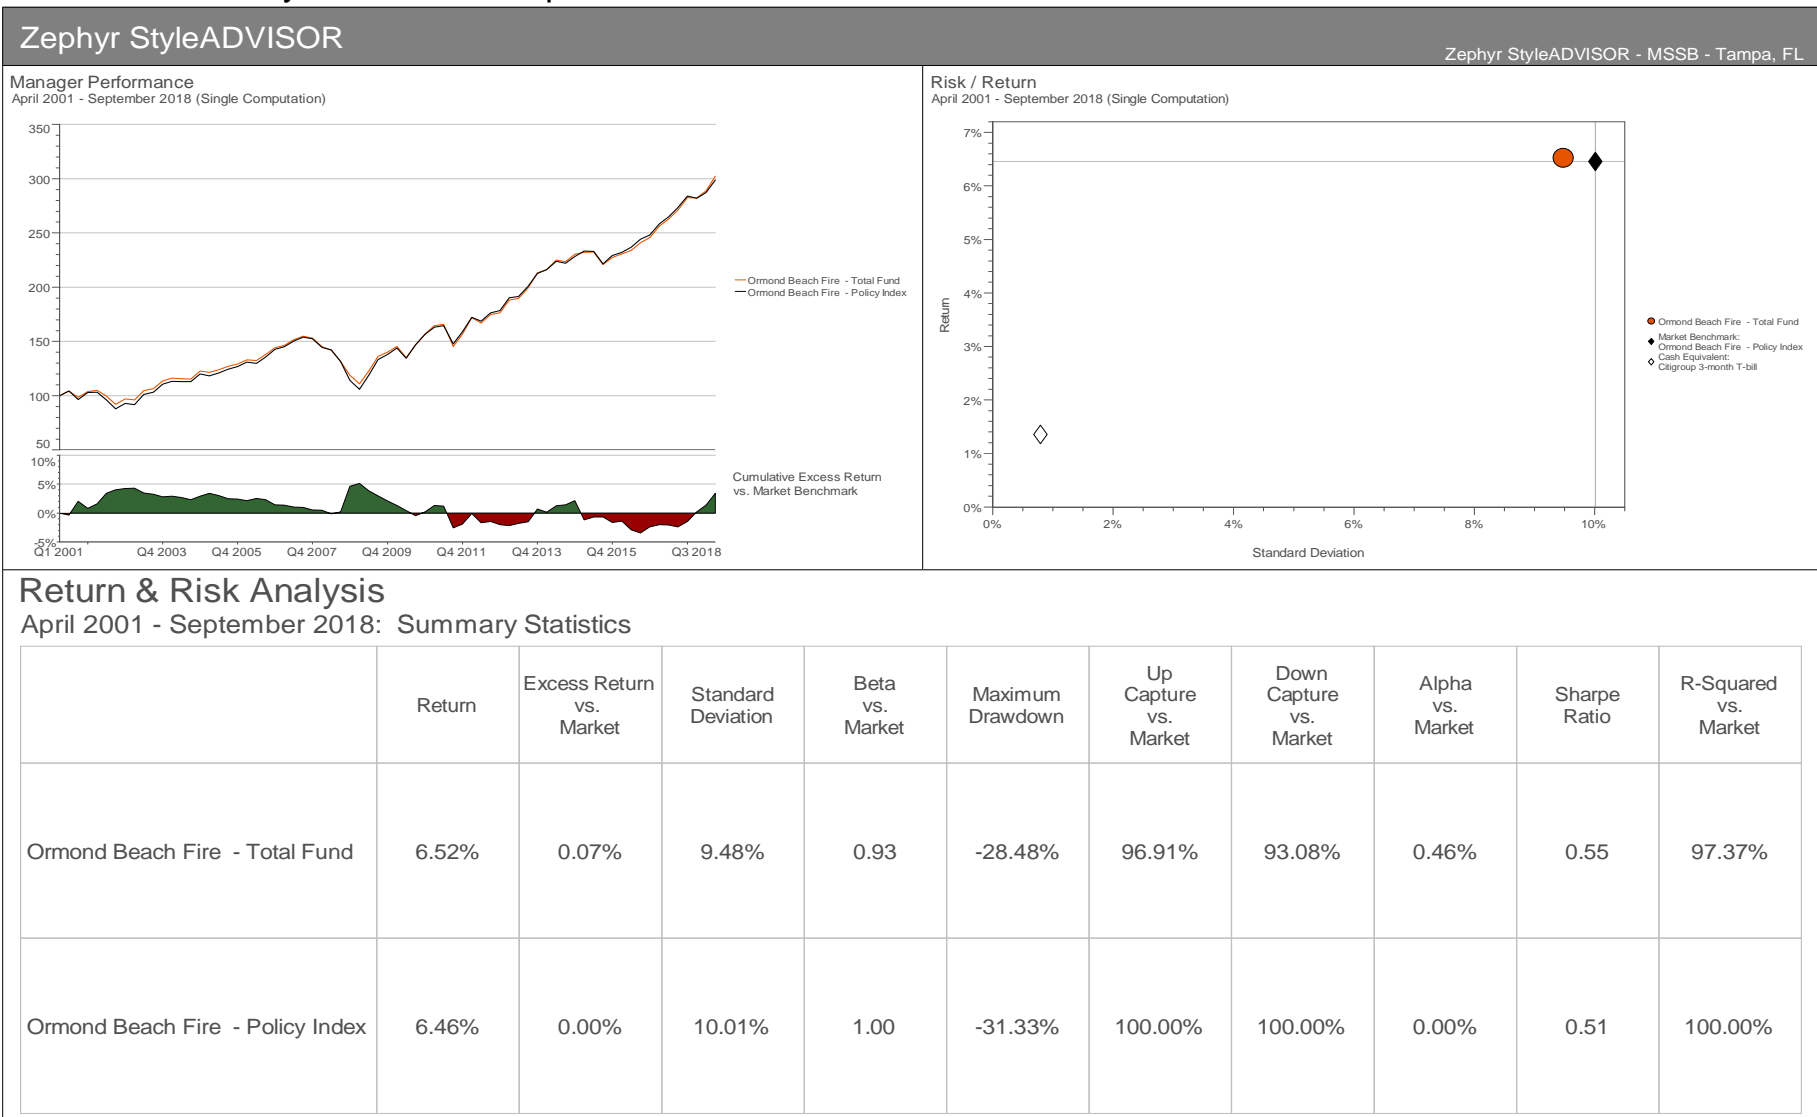 Zephyr StyleADVISOR
Zephyr StyleADVISOR - MSSB - Tampa, FL
Manager Performance
April 2001 - September 2018 (Single Computation)
350
300
250
200
150
100
50
Ormond Beach Fire - Total Fund
Ormond Beach Fire - Policy Index
10%
5%
0%
-5%
Cumulative Excess Return
vs. Market Benchmark
Q1 2001 Q4 2003 Q4 2005 Q4 2007 Q4 2009 Q4 2011 Q4 2013 Q4 2015 Q3 2018
Risk / Return
April 2001 - September 2018 (Single Computation)
Return
7%
6%
5%
4%
3%
2%
1%
0%
0% 2% 4% 6% 8% 10%
Standard Deviation
Ormond Beach Fire - Total Fund
Market Benchmark:
Ormond Beach Fire - Policy Index
Cash Equivalent:
Citigroup 3-month T-bill
Return & Risk Analysis
April 2001 - September 2018: Summary Statistics
Return
Excess Return
vs.
Market
Standard
Deviation
Beta
vs.
Market
Maximum
Drawdown
Up
Capture
vs.
Market
Down
Capture
vs.
Market
Alpha
vs.
Market
Sharpe
Ratio
R-Squared
vs.
Market
Ormond Beach Fire - Total Fund 6.52% 0.07% 9.48% 0.93 -28.48% 96.91% 93.08% 0.46% 0.55 97.37%
Ormond Beach Fire - Policy Index 6.46% 0.00% 10.01% 1.00 -31.33% 100.00% 100.00% 0.00% 0.51 100.00%